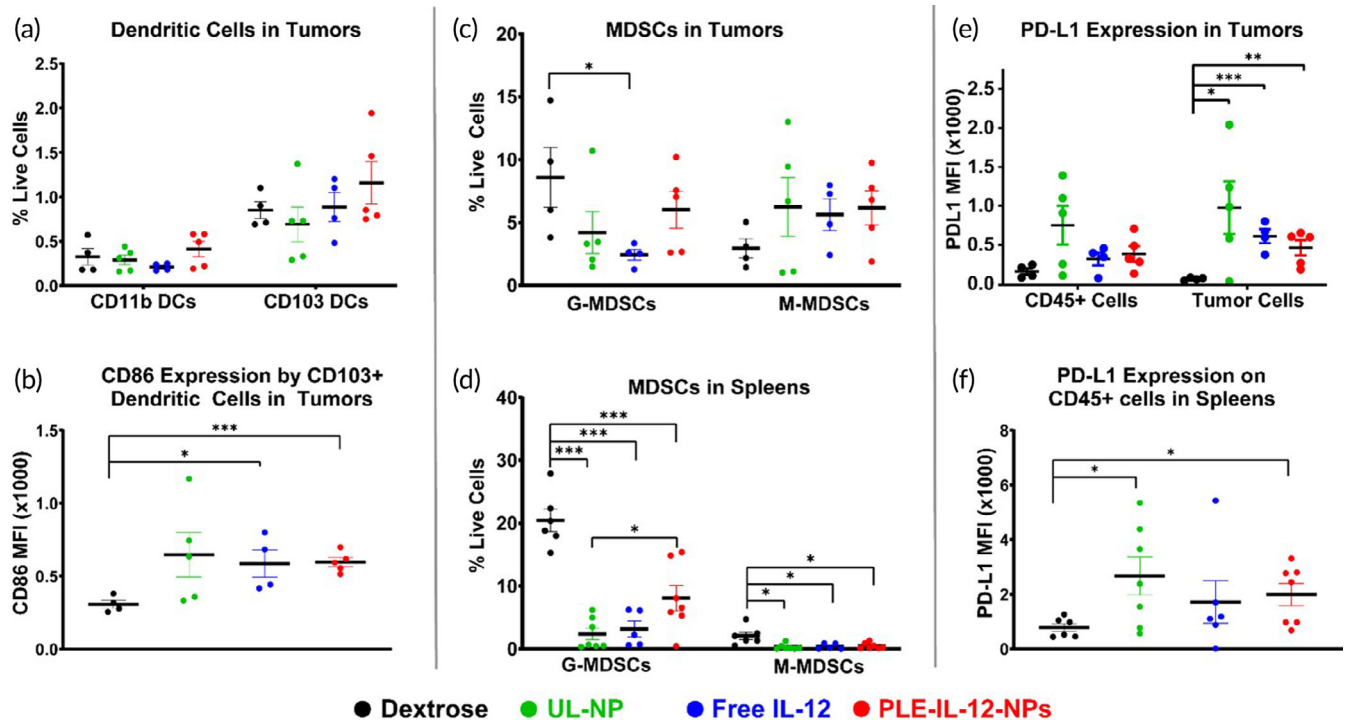 (a)
Dendritic Cells in Tumors
% Live Cells
2.5
2.0
1.5
1.0
0.5
0.0
CD11b DCs
CD103 DCs
(b)
CD86 Expression by CD103+
Dendritic Cells in Tumors
CD86 MFI (x1000)
1.5
1.0
0.5
0.0
***
*
(c)
MDSCs in Tumors
% Live Cells
20
15
10
5
0
*
G-MDSCs
M-MDSCs
(d)
MDSCs in Spleens
% Live Cells
40
30
20
10
0
***
***
***
*
*
*
*
G-MDSCs
M-MDSCs
(e)
PD-L1 Expression in Tumors
PDL1 MFI (x1000)
2.5
2.0
1.5
1.0
0.5
0.0
**
***
*
CD45+ Cells
Tumor Cells
(f)
PD-L1 Expression on
CD45+ cells in Spleens
PD-L1 MFI (x1000)
8
6
4
2
0
*
*
Dextrose
UL-NP
Free IL-12
PLE-IL-12-NPs